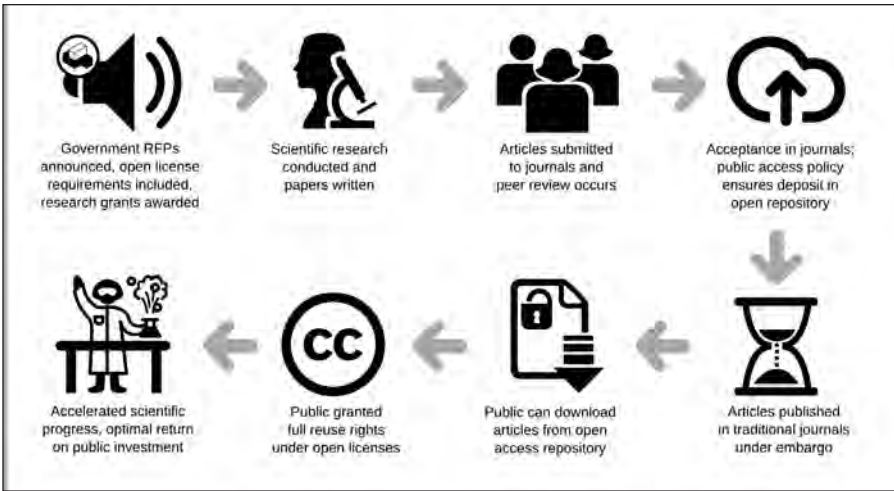 Government RFPs
announced, open license
requirements included,
research grants awarded
Scientific research
conducted and
papers written
Articles submitted
to journals and
peer review occurs
Acceptance in journals;
public access policy
ensures deposit in
open repository
Articles published
in traditional journals
under embargo
Public can download
articles from open
access repository
CC
Public granted
full reuse rights
under open licenses
Accelerated scientific
progress, optimal return
on public investment